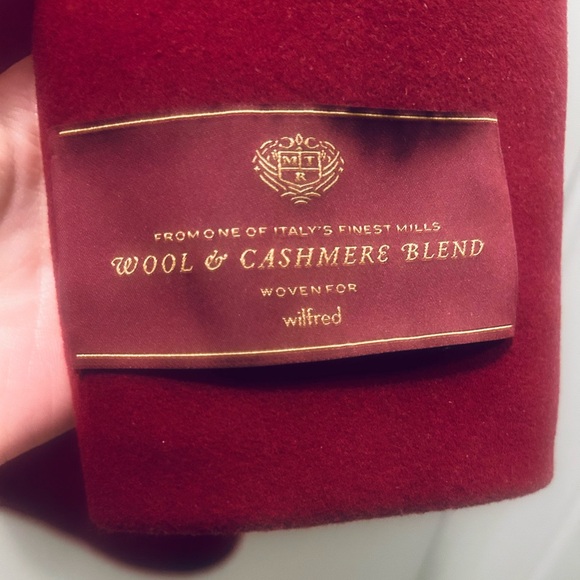 M T
R
FROM ONE OF ITALY'S FINEST MILLS
WOOL & CASHMERE BLEND
WOVEN FOR
wilfred